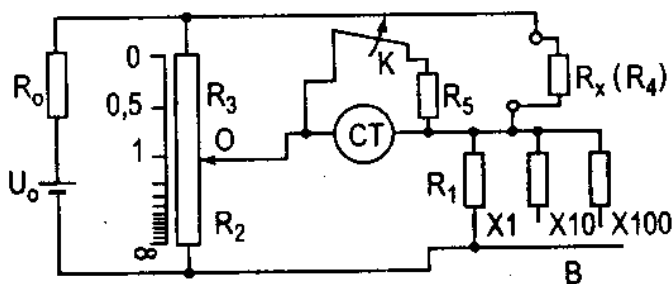 0
R₀
R₃
K
R₅
Rₓ (R₄)
0,5
O
CT
1
U₀
R₁
R₂
X1
X10
X100
∞
B